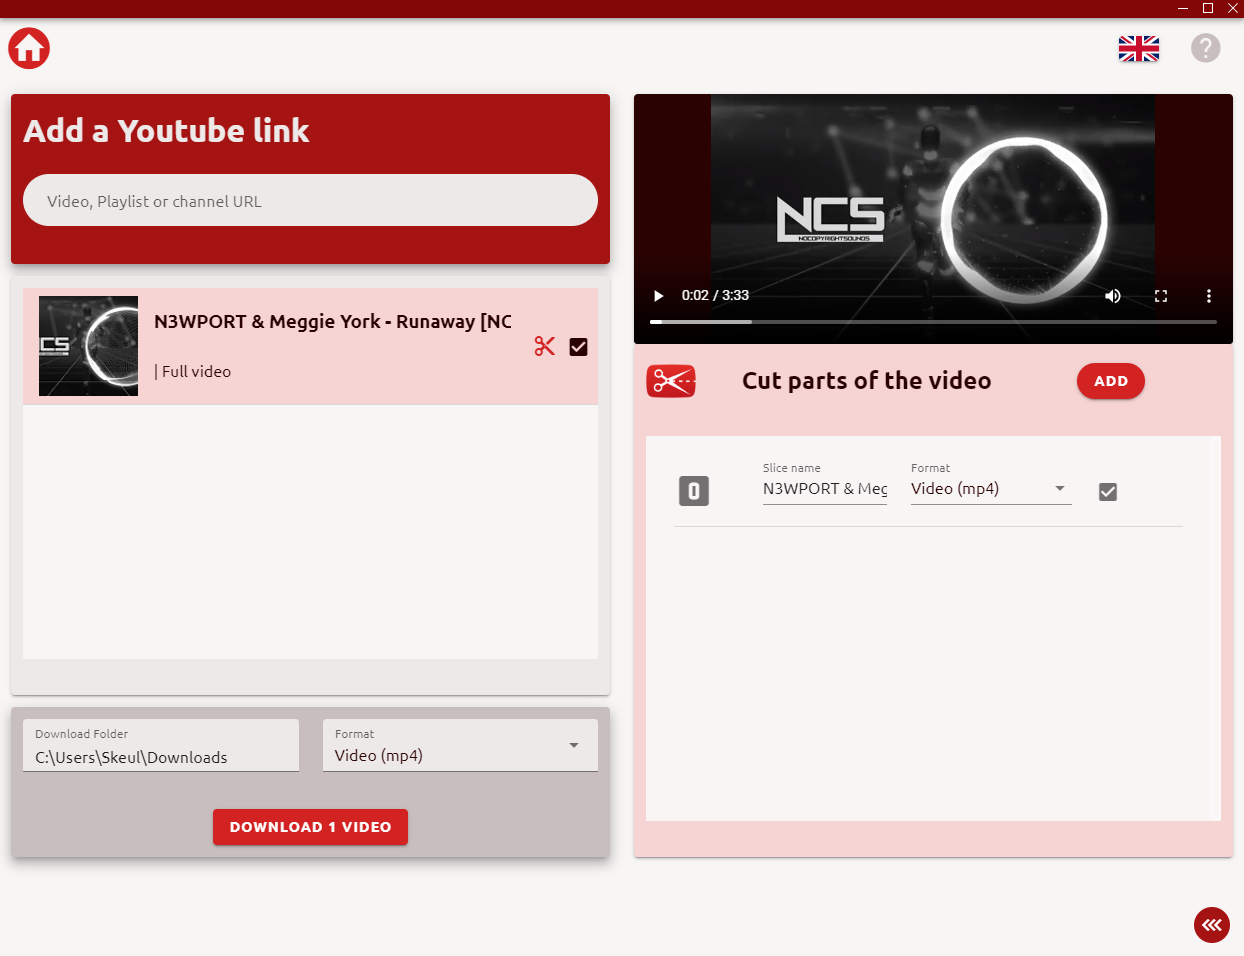 Add a Youtube link
Video, Playlist or channel URL
N3WPORT & Meggie York - Runaway [NC
| Full video
CS
Download Folder
C:\Users\Skeul\Downloads
Format
Video (mp4)
DOWNLOAD 1 VIDEO
NCS
NOCOPYRIGHTSOUNDS
0:02 / 3:33
Cut parts of the video
ADD
0
Slice name
N3WPORT & Meg
Format
Video (mp4)